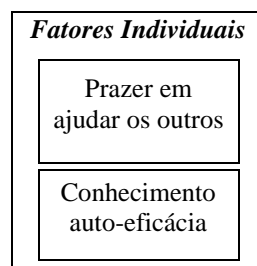 Fatores Individuais
Prazer em
ajudar os outros
Conhecimento
auto-eficácia